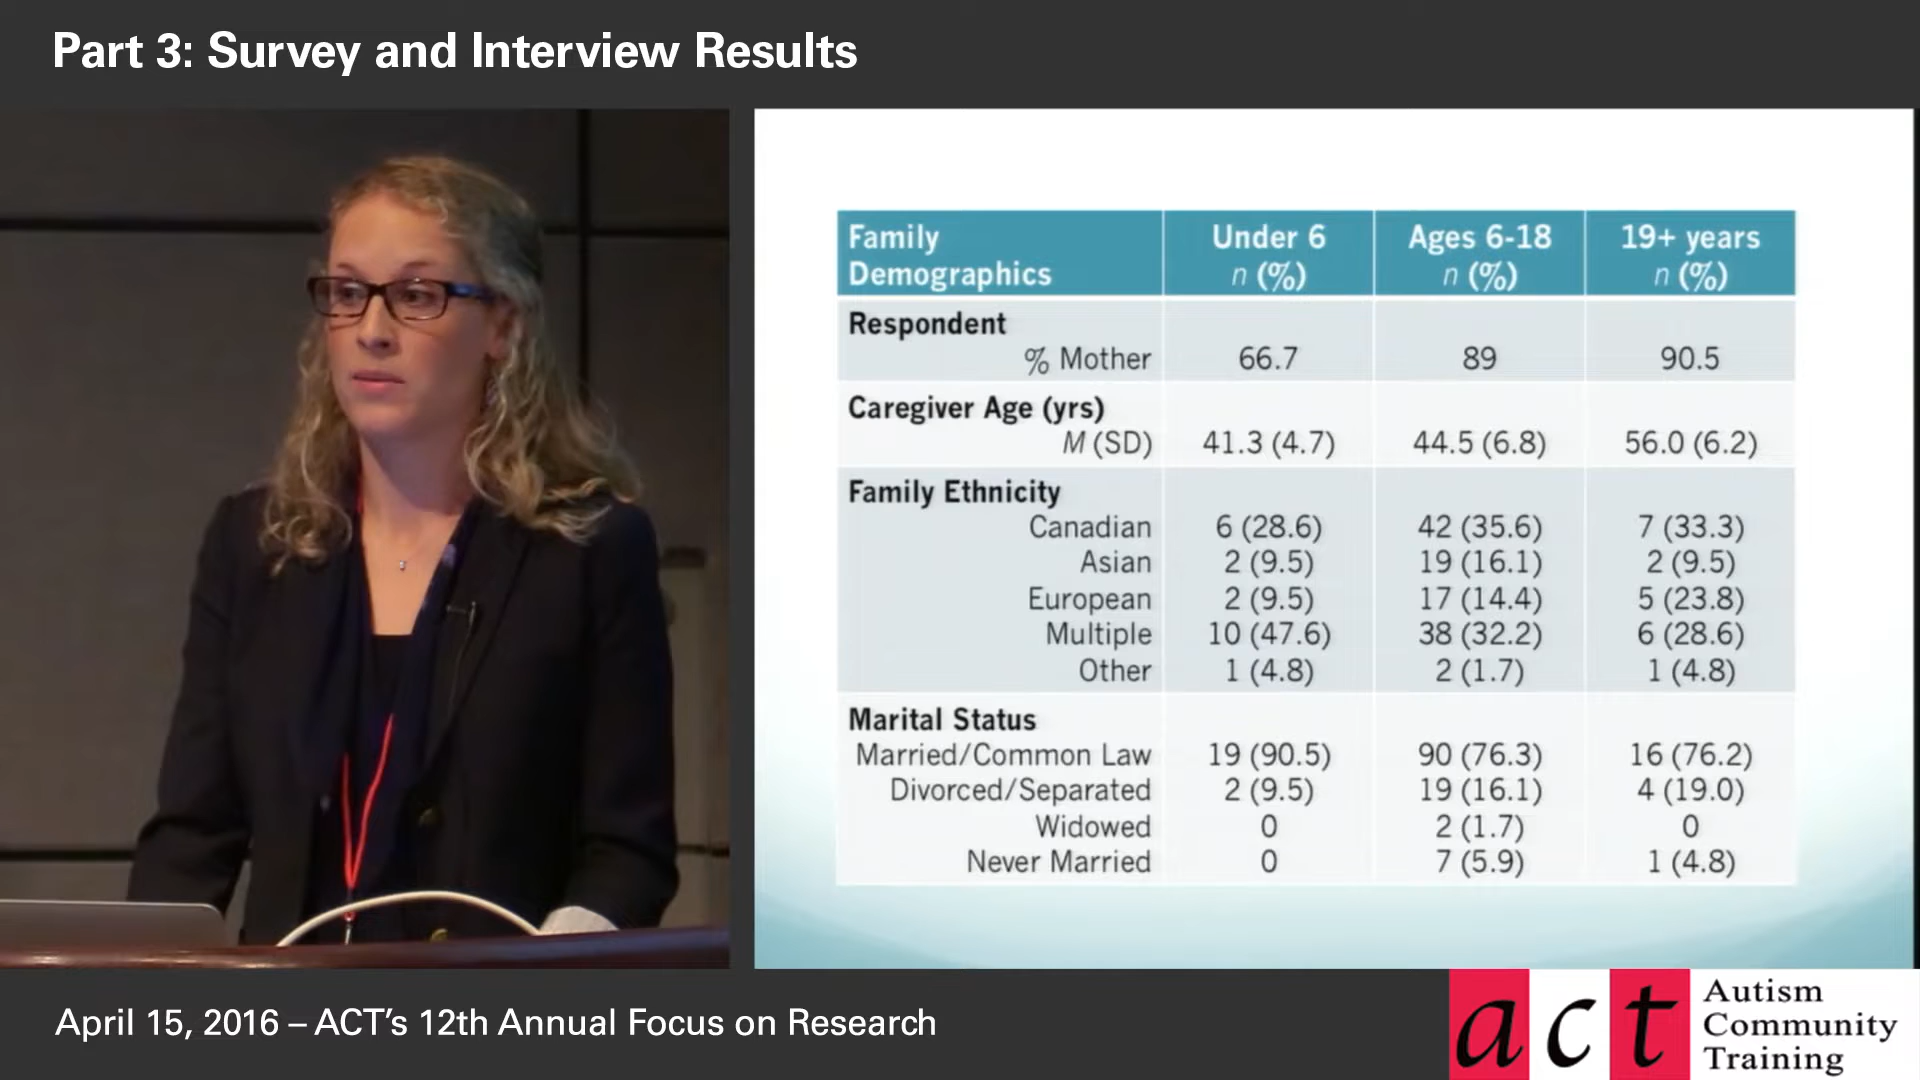 Part 3: Survey and Interview Results
Family Demographics | Under 6 n (%) | Ages 6-18 n (%) | 19+ years n (%)
Respondent
% Mother | 66.7 | 89 | 90.5
Caregiver Age (yrs)
M (SD) | 41.3 (4.7) | 44.5 (6.8) | 56.0 (6.2)
Family Ethnicity
Canadian | 6 (28.6) | 42 (35.6) | 7 (33.3)
Asian | 2 (9.5) | 19 (16.1) | 2 (9.5)
European | 2 (9.5) | 17 (14.4) | 5 (23.8)
Multiple | 10 (47.6) | 38 (32.2) | 6 (28.6)
Other | 1 (4.8) | 2 (1.7) | 1 (4.8)
Marital Status
Married/Common Law | 19 (90.5) | 90 (76.3) | 16 (76.2)
Divorced/Separated | 2 (9.5) | 19 (16.1) | 4 (19.0)
Widowed | 0 | 2 (1.7) | 0
Never Married | 0 | 7 (5.9) | 1 (4.8)
April 15, 2016 – ACT's 12th Annual Focus on Research
act
Autism
Community
Training